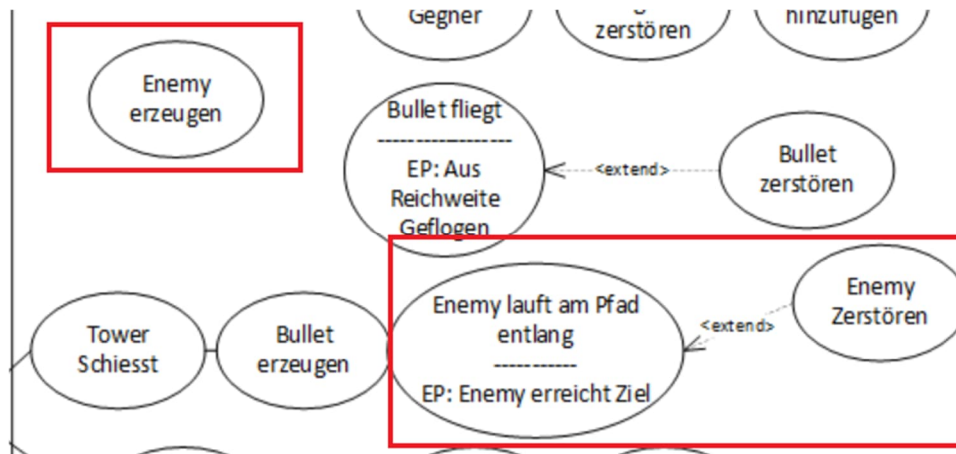 Gegner
zerstören
hinzufügen
Enemy
erzeugen
Bullet fliegt
------------------
EP: Aus
Reichweite
Geflogen
<extend>
Bullet
zerstören
Tower
Schiesst
Bullet
erzeugen
Enemy lauft am Pfad
entlang
-----------
EP: Enemy erreicht Ziel
<extend>
Enemy
Zerstören